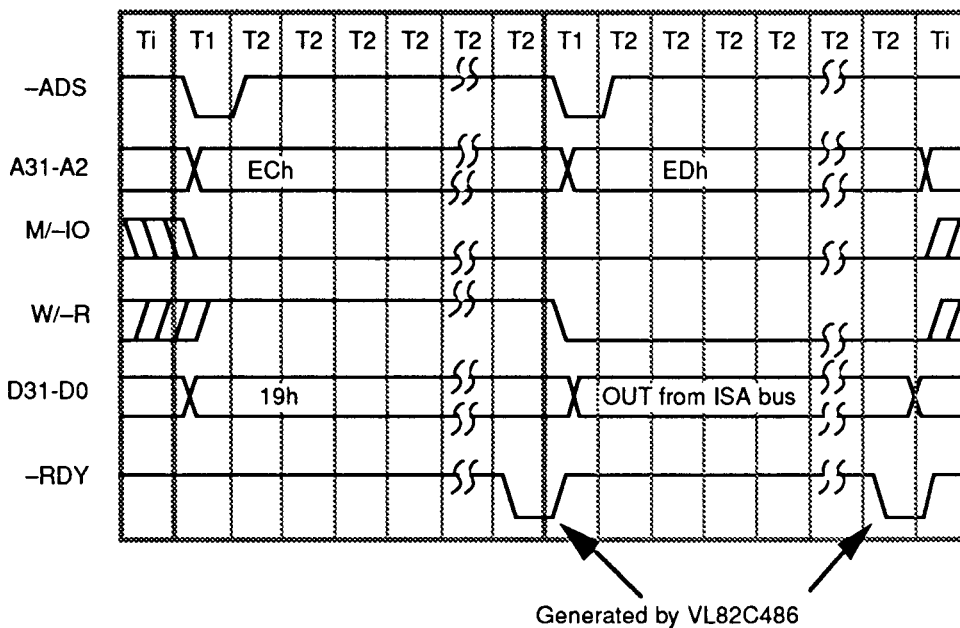 Ti T1 T2 T2 T2 T2 T2 T2 T1 T2 T2 T2 T2 T2 T2 Ti
–ADS
A31-A2 ECh EDh
M/–IO
W/–R
D31-D0 19h OUT from ISA bus
–RDY
Generated by VL82C486